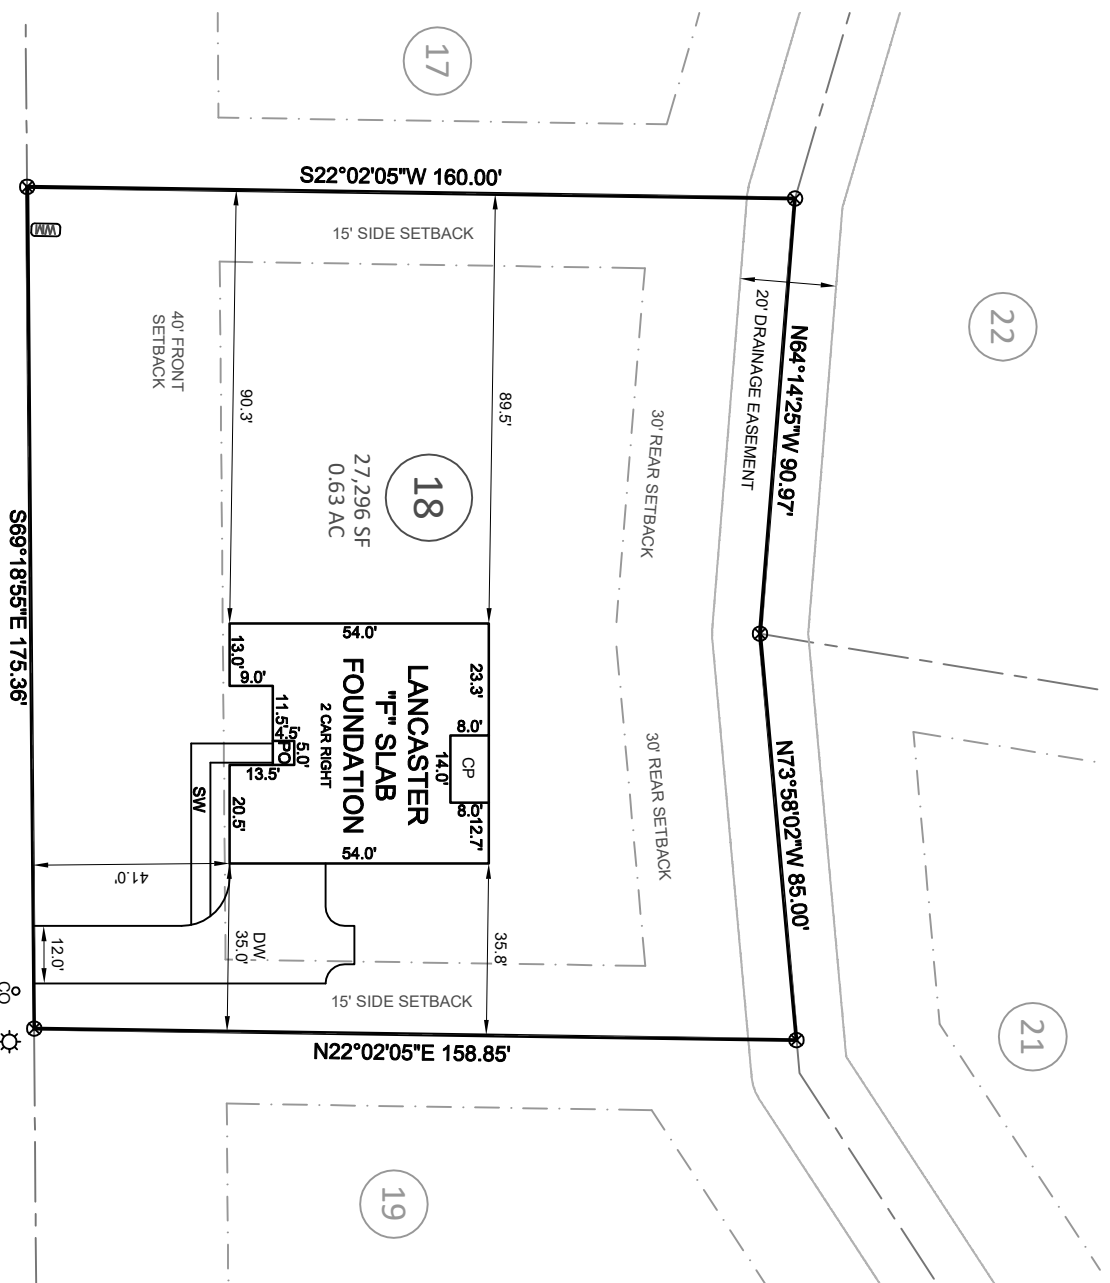 17
S22°02'05"W 160.00'
WM
15' SIDE SETBACK
20' DRAINAGE EASEMENT
N64°14'25"W 90.97'
22
40' FRONT
SETBACK
90.3'
89.5'
30' REAR SETBACK
18
27,296 SF
0.63 AC
S69°18'55"E 175.36'
54.0'
13.0'
9.0'
11.5'
4.5'
PO
5.0'
13.5'
20.5'
LANCASTER
"F" SLAB
FOUNDATION
2 CAR RIGHT
23.3'
8.0'
CP
14.0'
8.0'
12.7'
54.0'
30' REAR SETBACK
N73°58'02"W 85.00'
SW
41.0'
12.0'
DW
35.0'
35.8'
15' SIDE SETBACK
CO
N22°02'05"E 158.85'
21
19